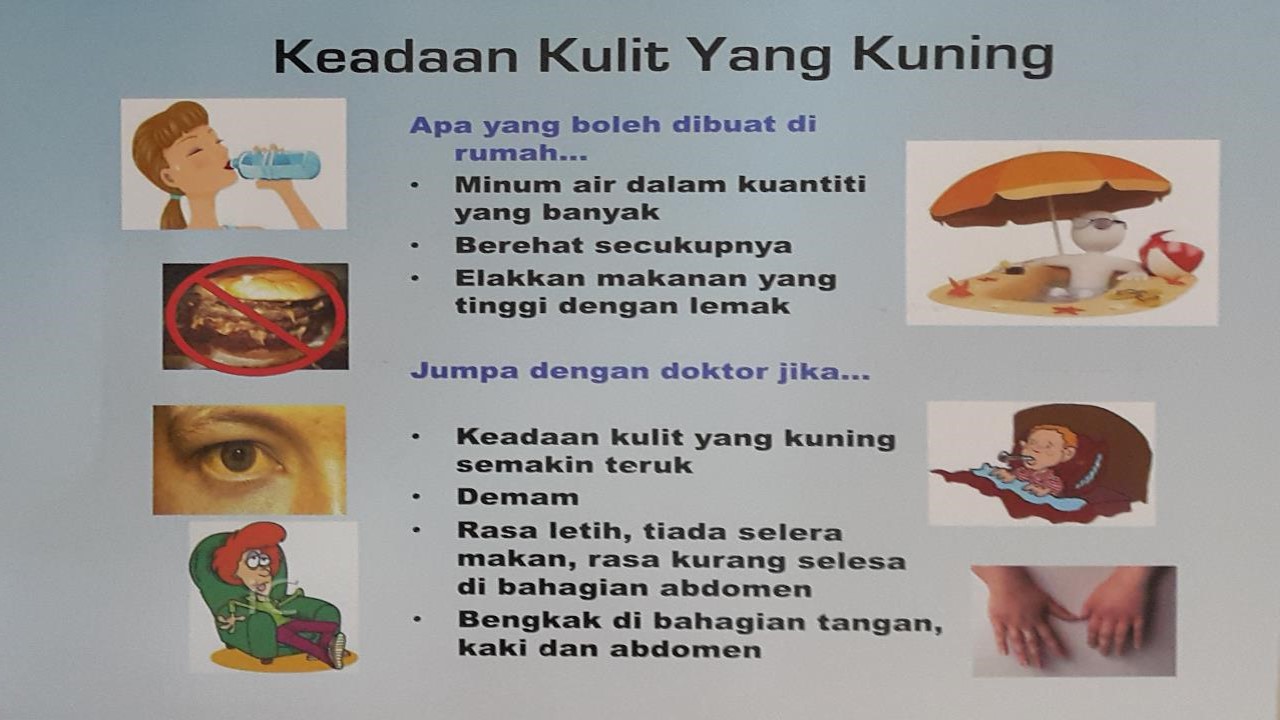 Keadaan Kulit Yang Kuning
Apa yang boleh dibuat di
rumah...
• Minum air dalam kuantiti
yang banyak
• Berehat secukupnya
• Elakkan makanan yang
tinggi dengan lemak
Jumpa dengan doktor jika...
• Keadaan kulit yang kuning
semakin teruk
• Demam
• Rasa letih, tiada selera
makan, rasa kurang selesa
di bahagian abdomen
• Bengkak di bahagian tangan,
kaki dan abdomen